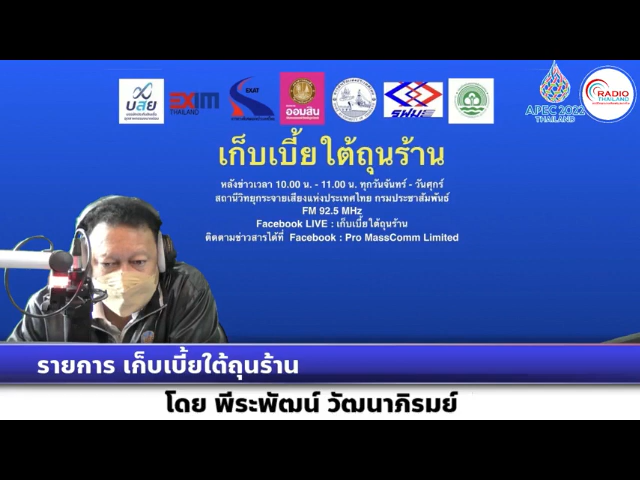 บสย
EXIM
THAILAND
EXAT
ออมสิน
รฟม
APEC 2022
THAILAND
RADIO
THAILAND
เก็บเบี้ยใต้ถุนร้าน
หลังข่าวเวลา 10.00 น. - 11.00 น. ทุกวันจันทร์ - วันศุกร์
สถานีวิทยุกระจายเสียงแห่งประเทศไทย กรมประชาสัมพันธ์
FM 92.5 MHz
Facebook LIVE : เก็บเบี้ยใต้ถุนร้าน
ติดตามข่าวสารได้ที่ Facebook : Pro MassComm Limited
รายการ เก็บเบี้ยใต้ถุนร้าน
โดย พีระพัฒน์ วัฒนาภิรมย์